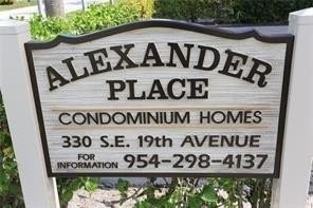 ALEXANDER
PLACE
CONDOMINIUM HOMES
330 S.E. 19th AVENUE
FOR
INFORMATION 954-298-4137